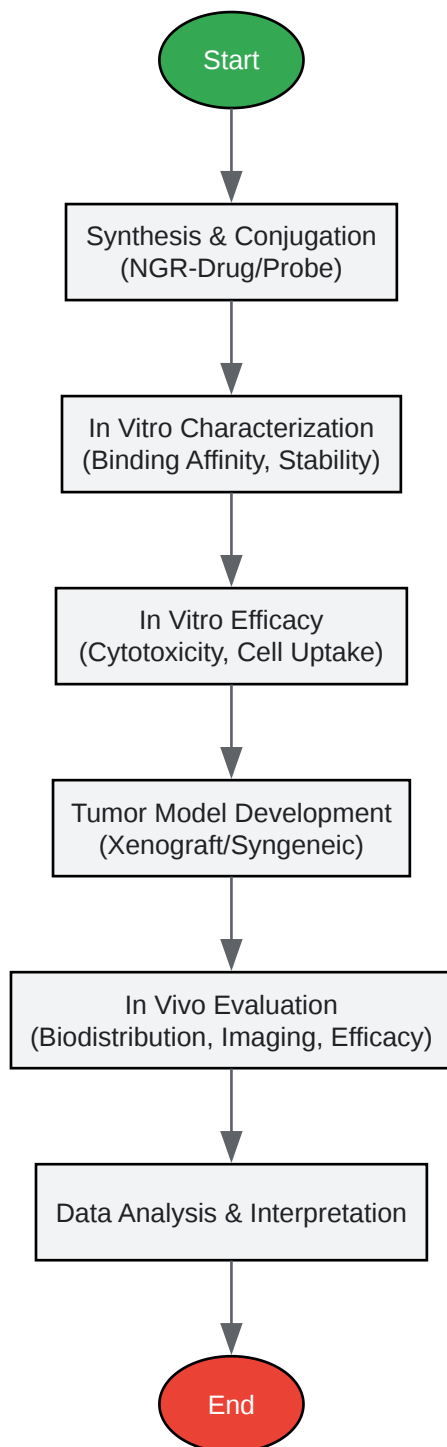 Start
Synthesis & Conjugation
(NGR-Drug/Probe)
In Vitro Characterization
(Binding Affinity, Stability)
In Vitro Efficacy
(Cytotoxicity, Cell Uptake)
Tumor Model Development
(Xenograft/Syngeneic)
In Vivo Evaluation
(Biodistribution, Imaging, Efficacy)
Data Analysis & Interpretation
End